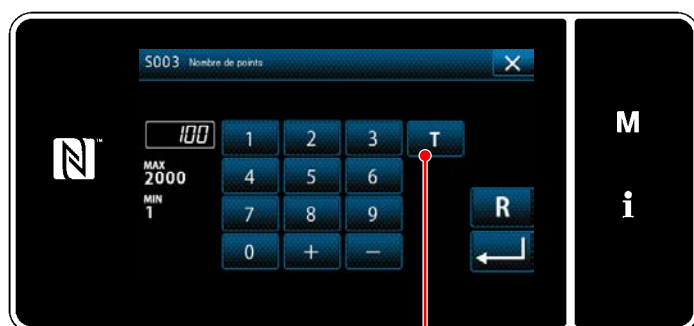 S003 Nombre de points
100
1 2 3 T
MAX
2000
4 5 6
MIN
1
7 8 9
R
0 + −
M
i